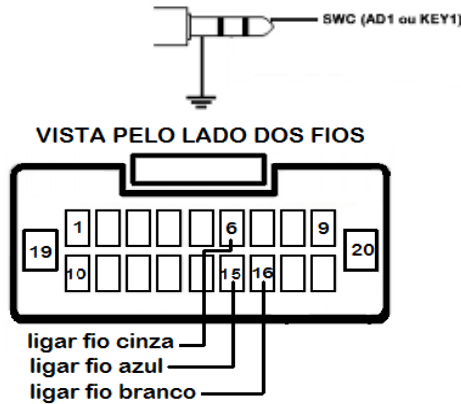 SWC (AD1 ou KEY1)
VISTA PELO LADO DOS FIOS
1 6 9
19 20
10 15 16
ligar fio cinza
ligar fio azul
ligar fio branco